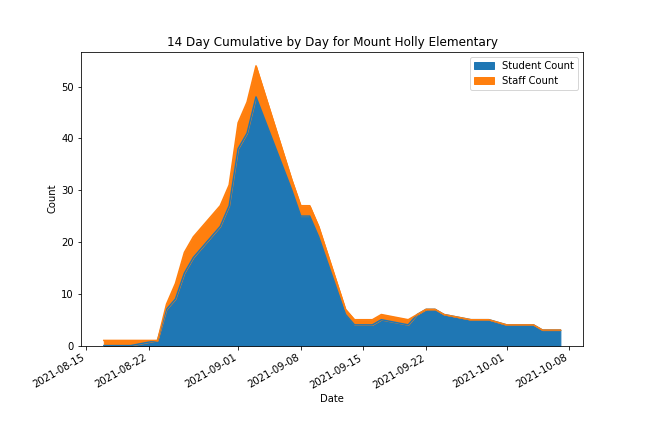 14 Day Cumulative by Day for Mount Holly Elementary
Student Count
Staff Count
Count
50
40
30
20
10
0
2021-08-15
2021-08-22
2021-09-01
2021-09-08
2021-09-15
2021-09-22
2021-10-01
2021-10-08
Date